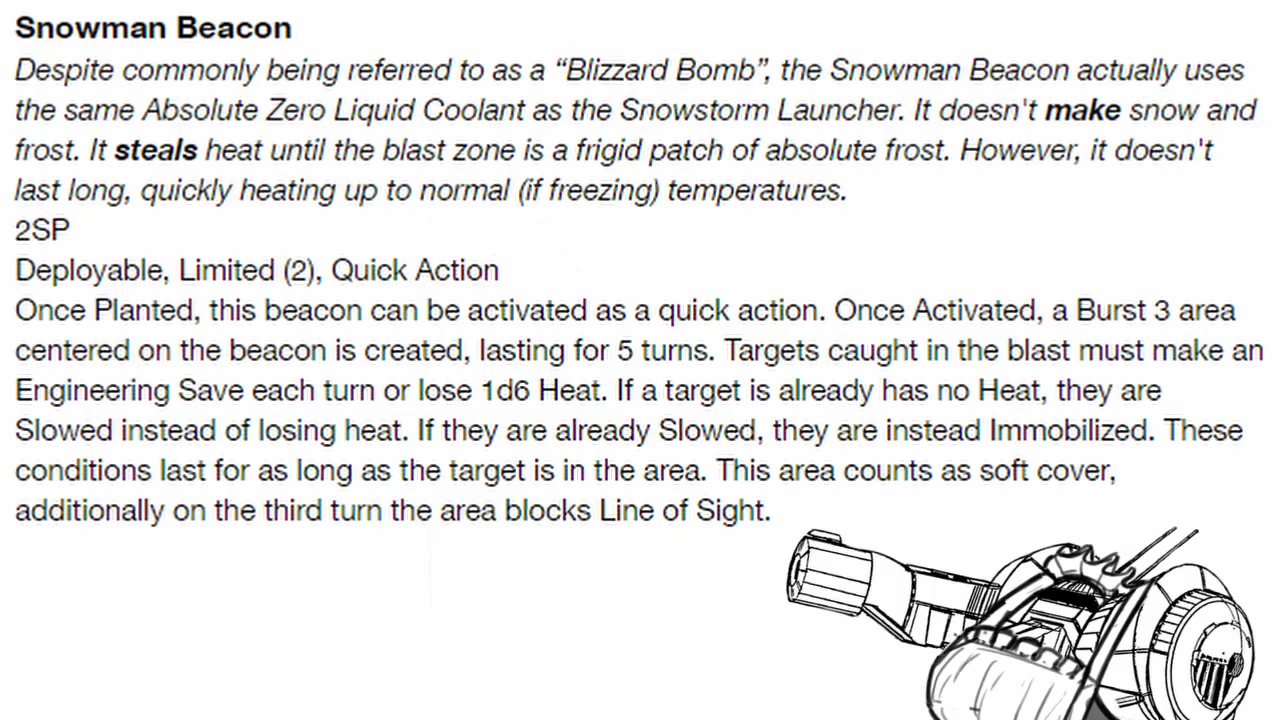 Snowman Beacon
Despite commonly being referred to as a “Blizzard Bomb”, the Snowman Beacon actually uses
the same Absolute Zero Liquid Coolant as the Snowstorm Launcher. It doesn't make snow and
frost. It steals heat until the blast zone is a frigid patch of absolute frost. However, it doesn't
last long, quickly heating up to normal (if freezing) temperatures.
2SP
Deployable, Limited (2), Quick Action
Once Planted, this beacon can be activated as a quick action. Once Activated, a Burst 3 area
centered on the beacon is created, lasting for 5 turns. Targets caught in the blast must make an
Engineering Save each turn or lose 1d6 Heat. If a target is already has no Heat, they are
Slowed instead of losing heat. If they are already Slowed, they are instead Immobilized. These
conditions last for as long as the target is in the area. This area counts as soft cover,
additionally on the third turn the area blocks Line of Sight.